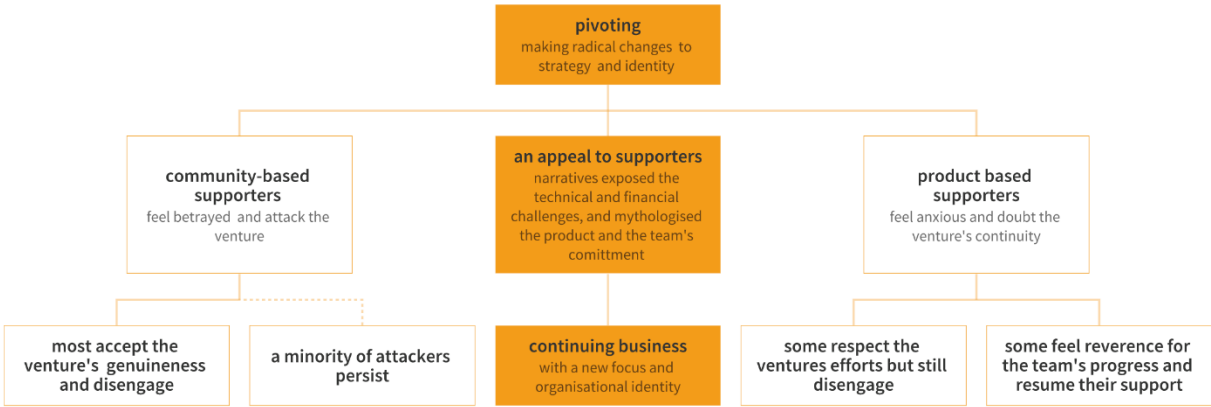 pivoting
making radical changes to
strategy and identity
community-based
supporters
feel betrayed and attack the
venture
an appeal to supporters
narratives exposed the
technical and financial
challenges, and mythologised
the product and the team's
comittment
product based
supporters
feel anxious and doubt the
venture's continuity
most accept the
venture's genuineness
and disengage
a minority of attackers
persist
continuing business
with a new focus and
organisational identity
some respect the
ventures efforts but still
disengage
some feel reverence for
the team's progress and
resume their support